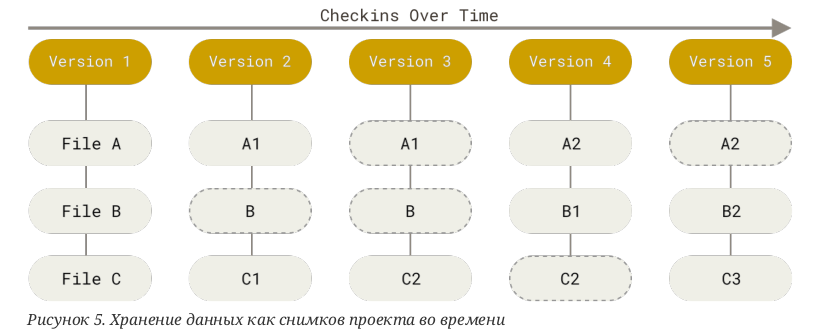 Checkins Over Time
Version 1 Version 2 Version 3 Version 4 Version 5
File A A1 A1 A2 A2
File B B B B1 B2
File C C1 C2 C2 C3
Рисунок 5. Хранение данных как снимков проекта во времени